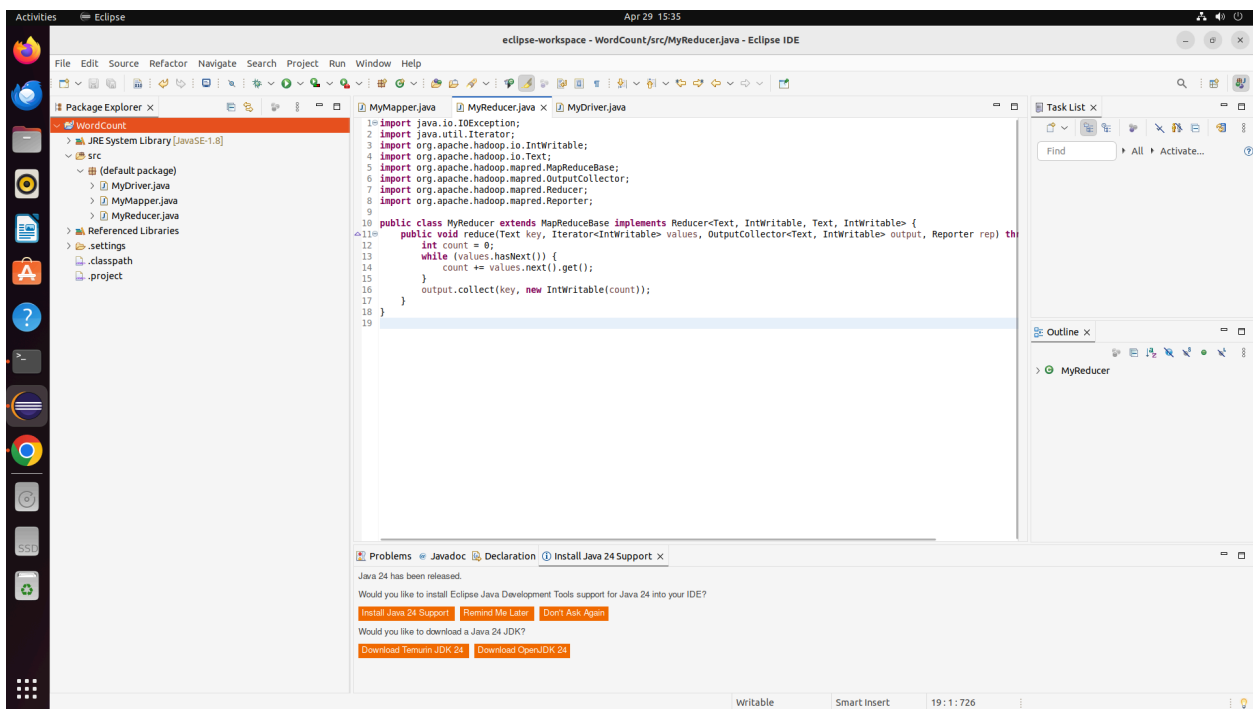 Activities Eclipse Apr 29 15:35
eclipse-workspace - WordCount/src/MyReducer.java - Eclipse IDE
File Edit Source Refactor Navigate Search Project Run Window Help
Package Explorer
WordCount
JRE System Library [JavaSE-1.8]
src
(default package)
MyDriver.java
MyMapper.java
MyReducer.java
Referenced Libraries
.settings
.classpath
.project
MyMapper.java MyReducer.java MyDriver.java
1 import java.io.IOException;
2 import java.util.Iterator;
3 import org.apache.hadoop.io.IntWritable;
4 import org.apache.hadoop.io.Text;
5 import org.apache.hadoop.mapred.MapReduceBase;
6 import org.apache.hadoop.mapred.OutputCollector;
7 import org.apache.hadoop.mapred.Reducer;
8 import org.apache.hadoop.mapred.Reporter;
9
10 public class MyReducer extends MapReduceBase implements Reducer<Text, IntWritable, Text, IntWritable> {
11 public void reduce(Text key, Iterator<IntWritable> values, OutputCollector<Text, IntWritable> output, Reporter rep) th
12 int count = 0;
13 while (values.hasNext()) {
14 count += values.next().get();
15 }
16 output.collect(key, new IntWritable(count));
17 }
18 }
19
Task List
Find All Activate...
Outline
MyReducer
Problems Javadoc Declaration Install Java 24 Support
Java 24 has been released.
Would you like to install Eclipse Java Development Tools support for Java 24 into your IDE?
Install Java 24 Support Remind Me Later Don't Ask Again
Would you like to download a Java 24 JDK?
Download Temurin JDK 24 Download OpenJDK 24
Writable Smart Insert 19:1:726
SSD